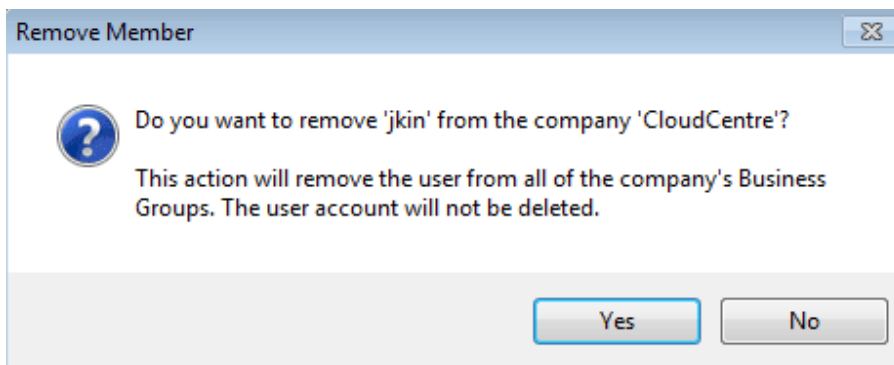 Remove Member
Do you want to remove 'jkin' from the company 'CloudCentre'?
This action will remove the user from all of the company's Business
Groups. The user account will not be deleted.
Yes
No